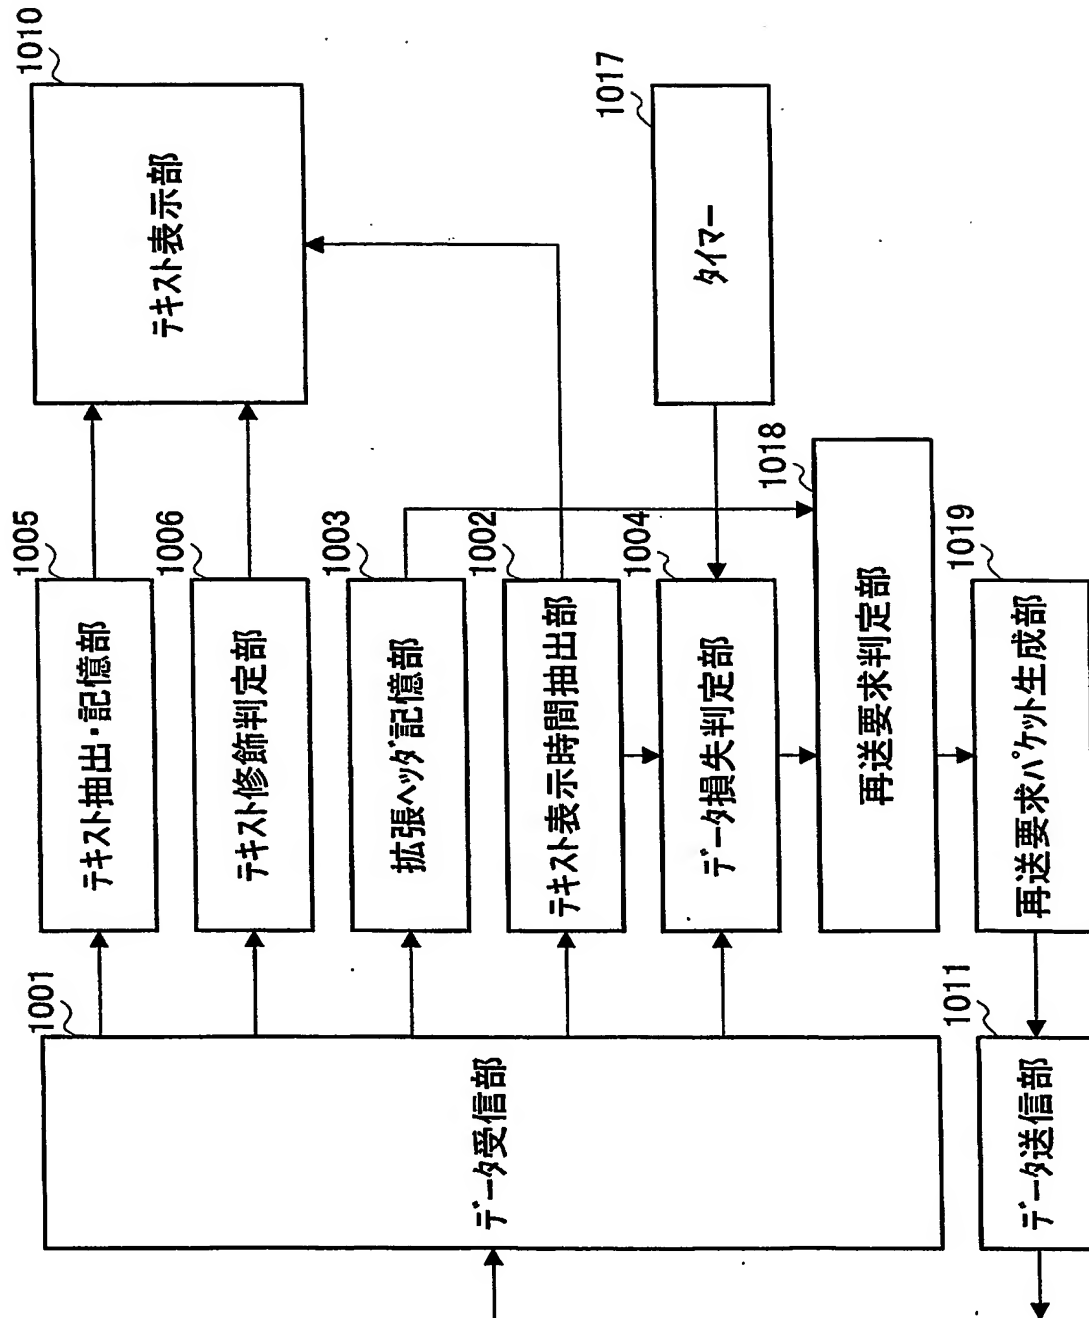 1001
データ受信部
1005
テキスト抽出・記憶部
1006
テキスト修飾判定部
1003
拡張ヘッダ記憶部
1002
テキスト表示時間抽出部
1004
データ損失判定部
1010
テキスト表示部
1017
タイマー
1018
再送要求判定部
1019
再送要求パケット生成部
1011
データ送信部